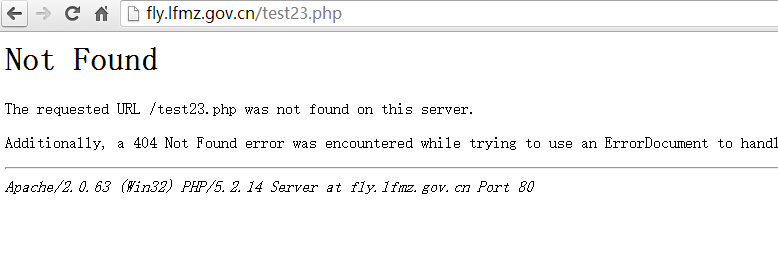 fly.lfmz.gov.cn/test23.php
Not Found
The requested URL /test23.php was not found on this server.
Additionally, a 404 Not Found error was encountered while trying to use an ErrorDocument to handl
Apache/2.0.63 (Win32) PHP/5.2.14 Server at fly.lfmz.gov.cn Port 80